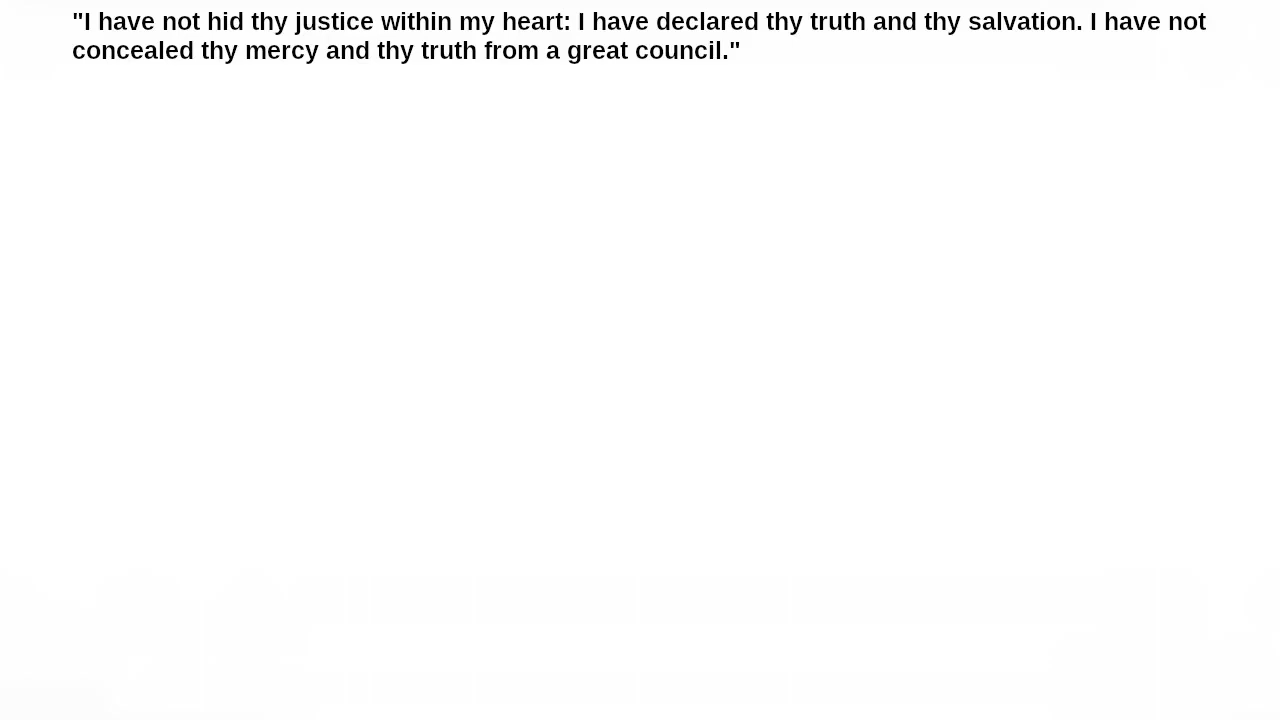 "I have not hid thy justice within my heart: I have declared thy truth and thy salvation. I have not
concealed thy mercy and thy truth from a great council."